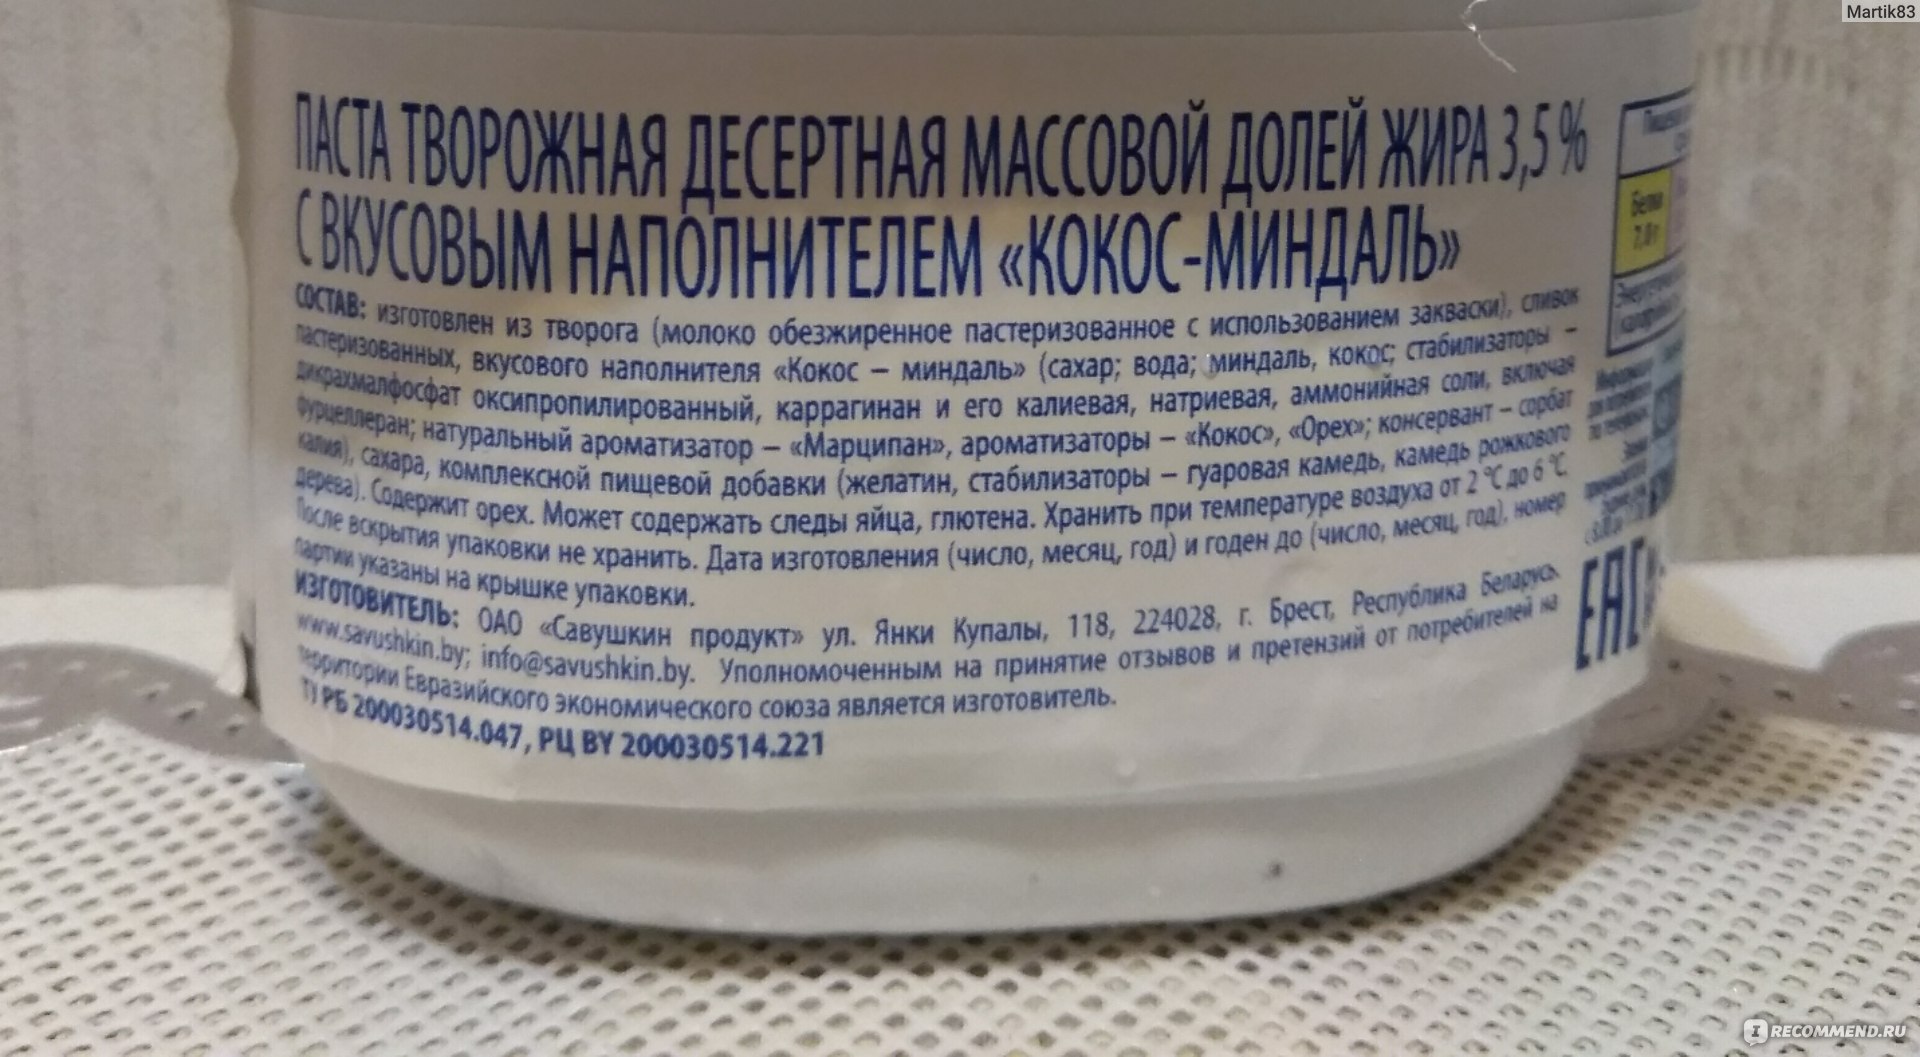 Martik83
ПАСТА ТВОРОЖНАЯ ДЕСЕРТНАЯ МАССОВОЙ ДОЛЕЙ ЖИРА 3,5 %
С ВКУСОВЫМ НАПОЛНИТЕЛЕМ «КОКОС-МИНДАЛЬ»
СОСТАВ: изготовлен из творога (молоко обезжиренное пастеризованное с использованием закваски), сливок
пастеризованных, вкусового наполнителя «Кокос – миндаль» (сахар; вода; миндаль, кокос; стабилизаторы –
дикрахмалфосфат оксипропилированный, каррагинан и его калиевая, натриевая, аммонийная соли, включая
фурцеллеран; натуральный ароматизатор – «Марципан», ароматизаторы – «Кокос», «Орех»; консервант – сорбат
калия), сахара, комплексной пищевой добавки (желатин, стабилизаторы – гуаровая камедь, камедь рожкового
дерева). Содержит орех. Может содержать следы яйца, глютена. Хранить при температуре воздуха от 2 °С до 6 °С.
После вскрытия упаковки не хранить. Дата изготовления (число, месяц, год) и годен до (число, месяц, год), номер
партии указаны на крышке упаковки.
ИЗГОТОВИТЕЛЬ: ОАО «Савушкин продукт» ул. Янки Купалы, 118, 224028, г. Брест, Республика Беларусь.
www.savushkin.by; info@savushkin.by. Уполномоченным на принятие отзывов и претензий от потребителей на
территории Евразийского экономического союза является изготовитель.
ТУ РБ 200030514.047, РЦ BY 200030514.221
Белки
7,0 г
EAC
RECOMMEND.RU